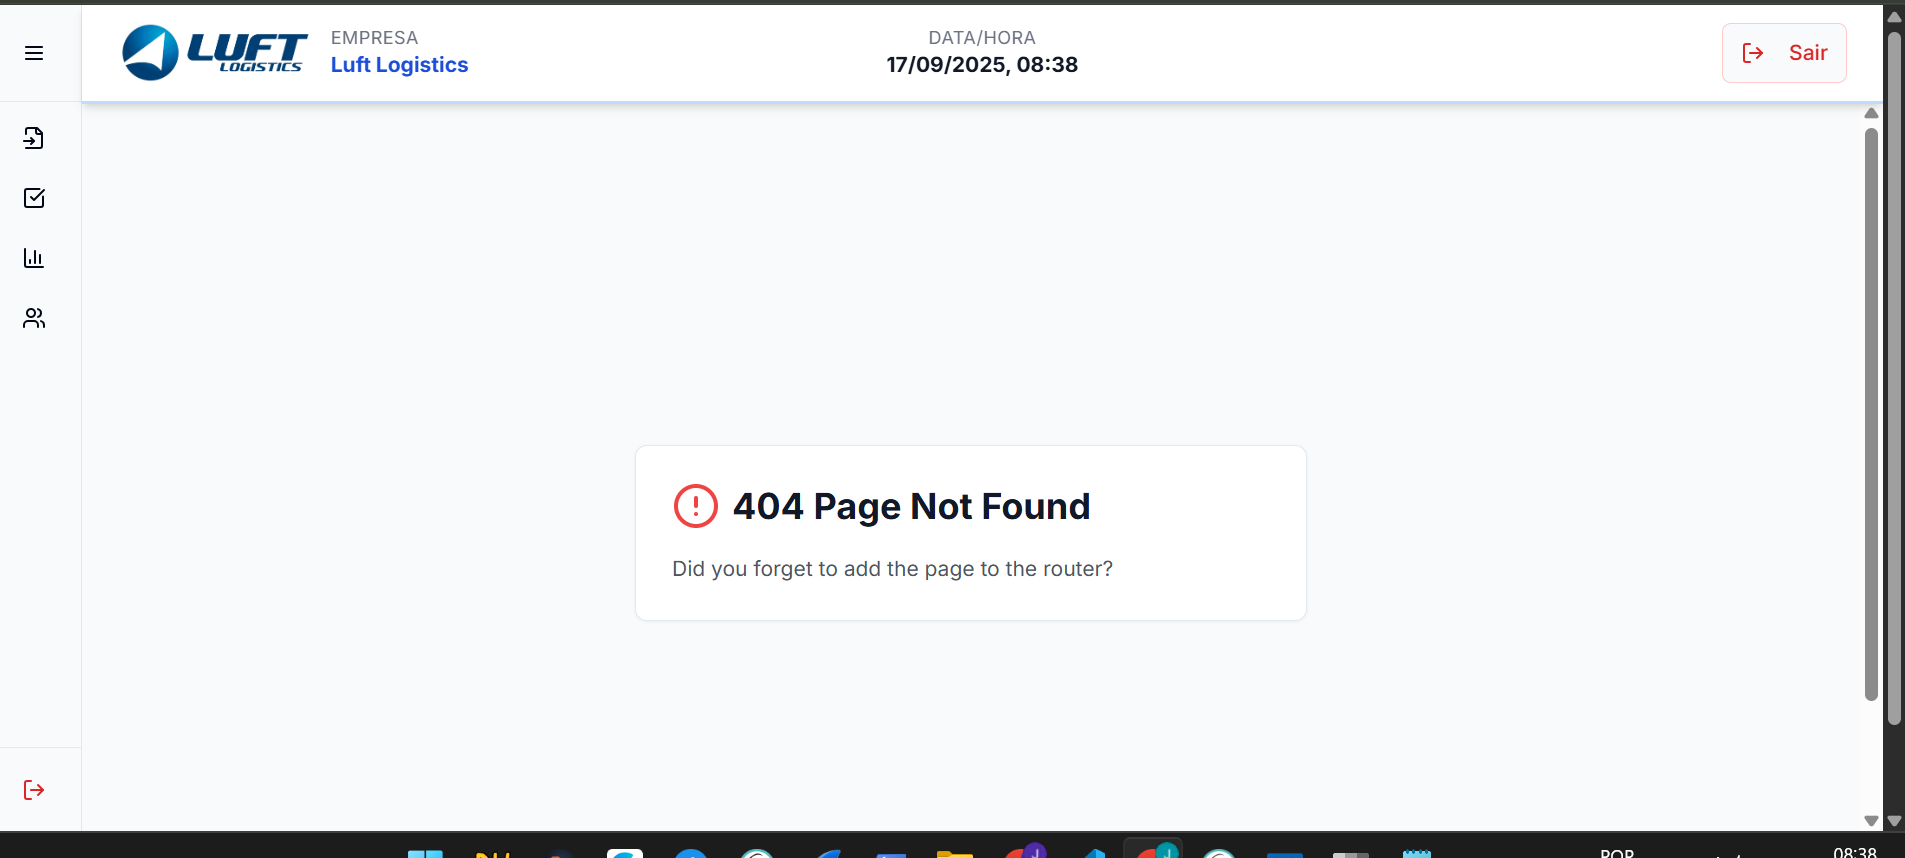 LUFT
LOGISTICS
EMPRESA
Luft Logistics
DATA/HORA
17/09/2025, 08:38
Sair
404 Page Not Found
Did you forget to add the page to the router?
POR
08:38